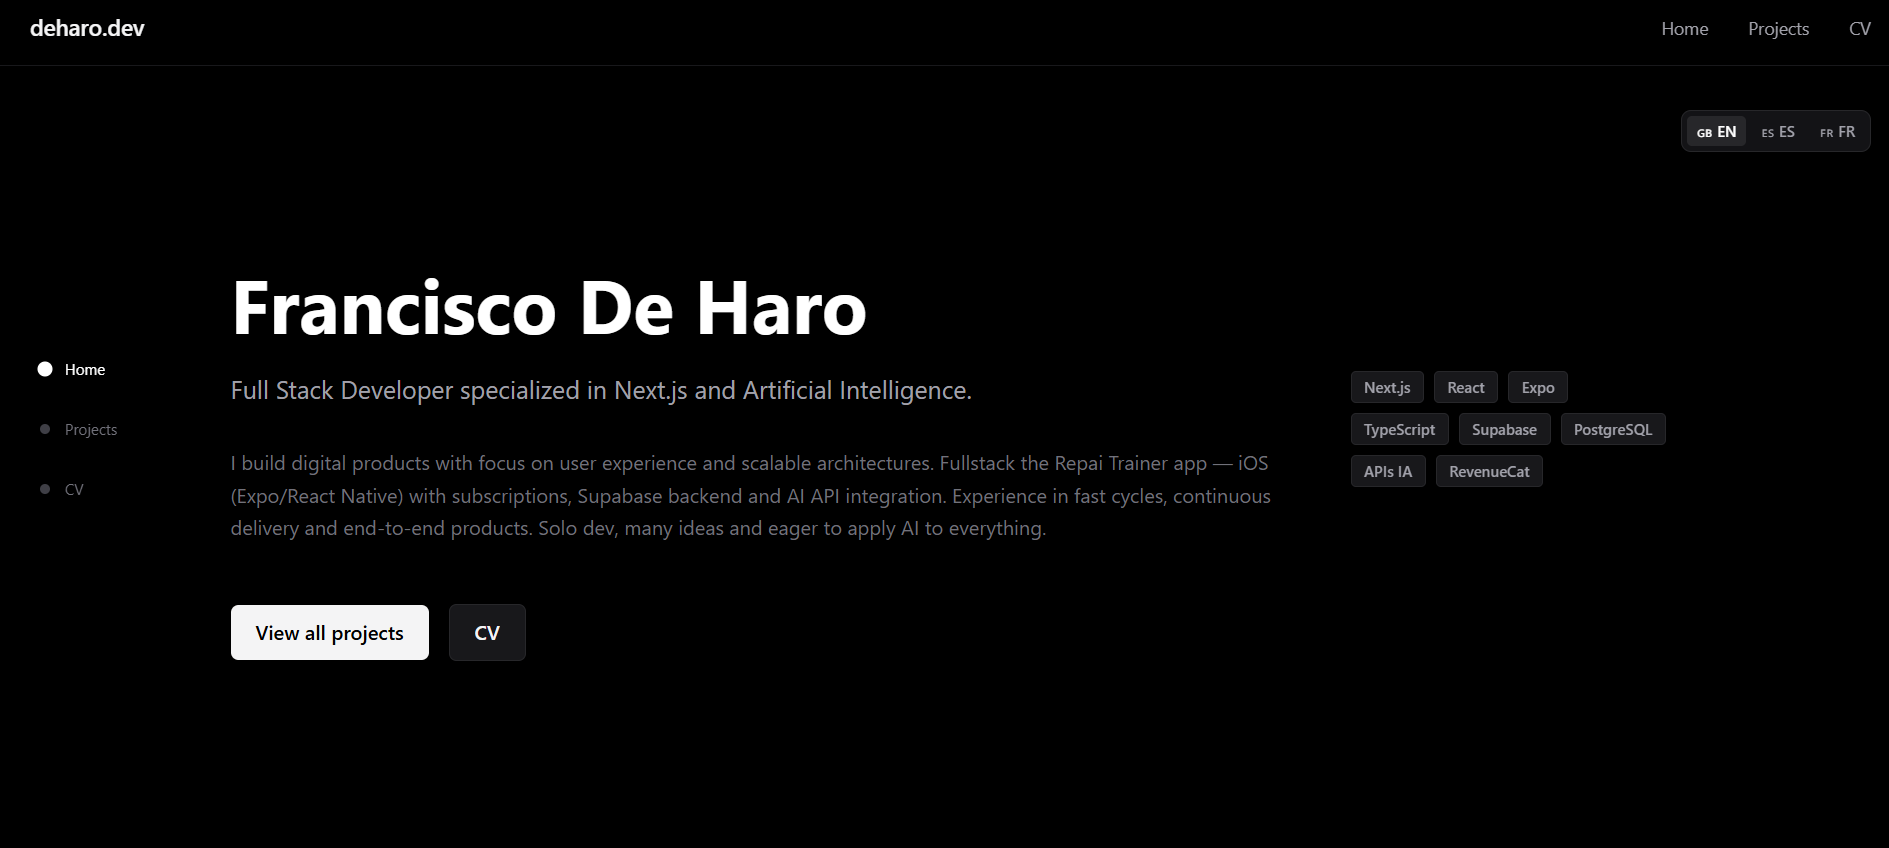 deharo.dev
Home Projects CV
GB EN ES ES FR FR
Francisco De Haro
Home
Full Stack Developer specialized in Next.js and Artificial Intelligence.
Next.js React Expo
Projects
TypeScript Supabase PostgreSQL
I build digital products with focus on user experience and scalable architectures. Fullstack the Repai Trainer app — iOS
(Expo/React Native) with subscriptions, Supabase backend and AI API integration. Experience in fast cycles, continuous
delivery and end-to-end products. Solo dev, many ideas and eager to apply AI to everything.
APIs IA RevenueCat
CV
View all projects CV